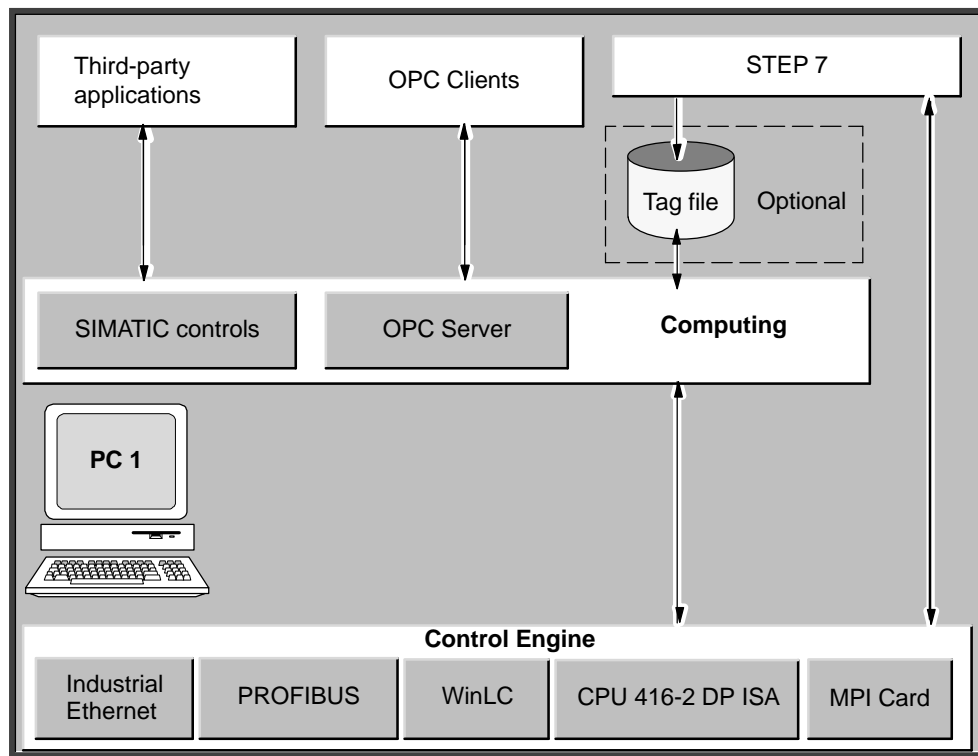 Third-party
applications
OPC Clients
STEP 7
Tag file
Optional
SIMATIC controls
OPC Server
Computing
PC 1
Control Engine
Industrial
Ethernet
PROFIBUS
WinLC
CPU 416-2 DP ISA
MPI Card